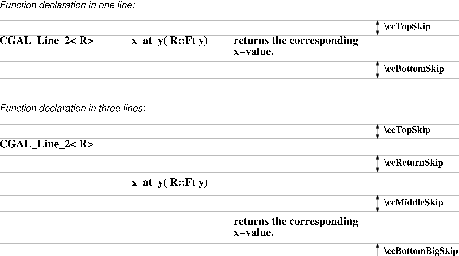 Function declaration in one line:
\ccTopSkip
CGAL_Line_2< R> x_at_y( R::Ft y) returns the corresponding
x-value.
\ccBottomSkip
Function declaration in three lines:
\ccTopSkip
CGAL_Line_2< R>
\ccReturnSkip
x_at_y( R::Ft y)
\ccMiddleSkip
returns the corresponding
x-value.
\ccBottomBigSkip